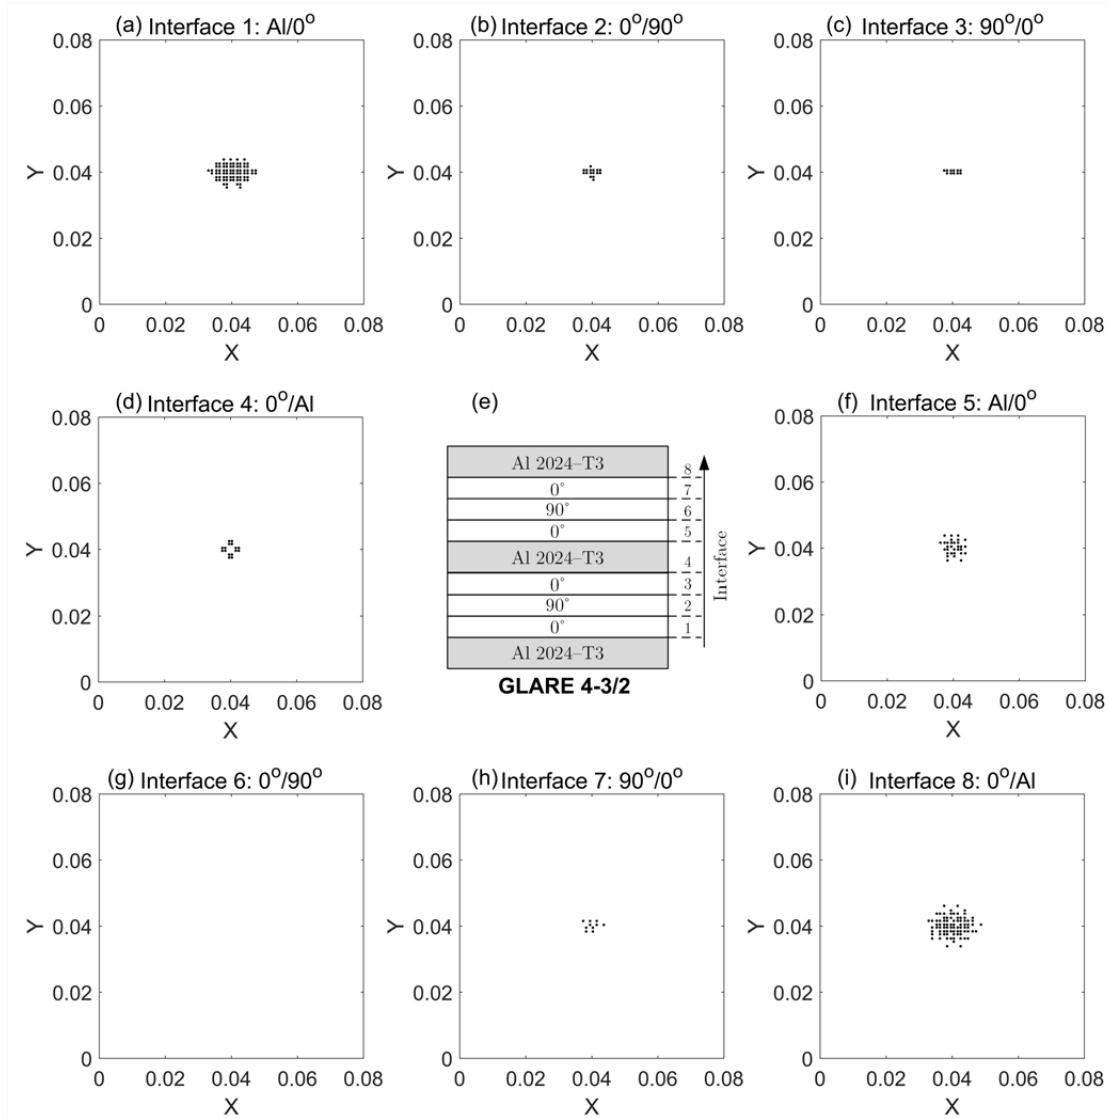 (a) Interface 1: Al/0°
0.08
0.06
Y 0.04
0.02
0
0 0.02 0.04 0.06 0.08
X
(b) Interface 2: 0°/90°
0.08
0.06
Y 0.04
0.02
0
0 0.02 0.04 0.06 0.08
X
(c) Interface 3: 90°/0°
0.08
0.06
Y 0.04
0.02
0
0 0.02 0.04 0.06 0.08
X
(d) Interface 4: 0°/Al
0.08
0.06
Y 0.04
0.02
0
0 0.02 0.04 0.06 0.08
X
(e)
Al 2024–T3 8
0° 7
90° 6
0° 5
Al 2024–T3 4
0° 3
90° 2
0° 1
Al 2024–T3
Interface
GLARE 4-3/2
(f) Interface 5: Al/0°
0.08
0.06
Y 0.04
0.02
0
0 0.02 0.04 0.06 0.08
X
(g) Interface 6: 0°/90°
0.08
0.06
Y 0.04
0.02
0
0 0.02 0.04 0.06 0.08
X
(h) Interface 7: 90°/0°
0.08
0.06
Y 0.04
0.02
0
0 0.02 0.04 0.06 0.08
X
(i) Interface 8: 0°/Al
0.08
0.06
Y 0.04
0.02
0
0 0.02 0.04 0.06 0.08
X